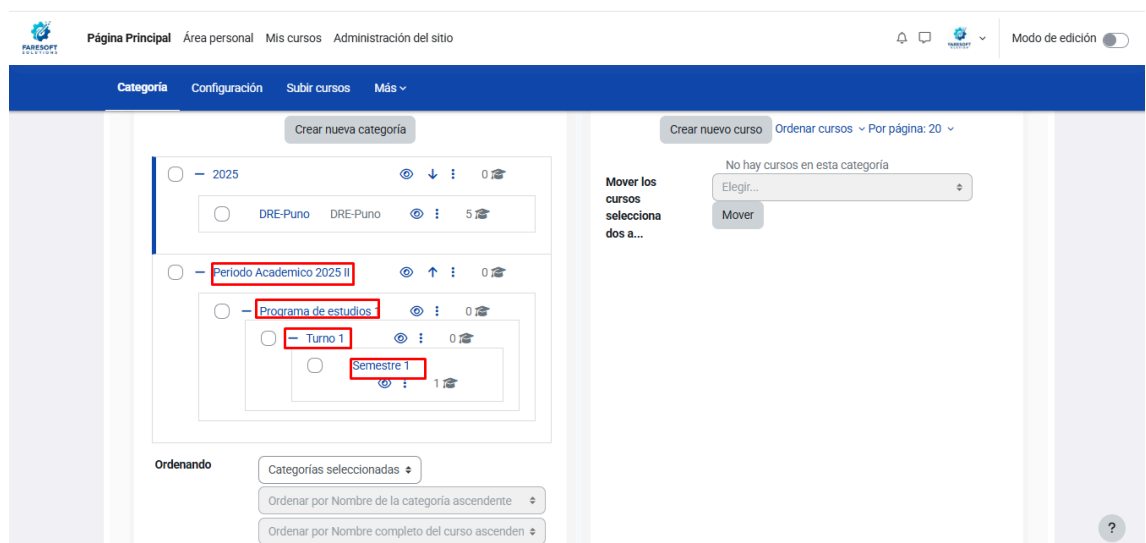 FARESOFT
SOLUTIONS
Página Principal Área personal Mis cursos Administración del sitio
Modo de edición
Categoría Configuración Subir cursos Más
Crear nueva categoría
Crear nuevo curso Ordenar cursos Por página: 20
No hay cursos en esta categoría
2025 0
Mover los cursos selecciona dos a...
Elegir...
Mover
DRE-Puno DRE-Puno 5
Periodo Academico 2025 II 0
Programa de estudios 1 0
Turno 1 0
Semestre 1
1
Ordenando
Categorías seleccionadas
Ordenar por Nombre de la categoría ascendente
Ordenar por Nombre completo del curso ascenden
?